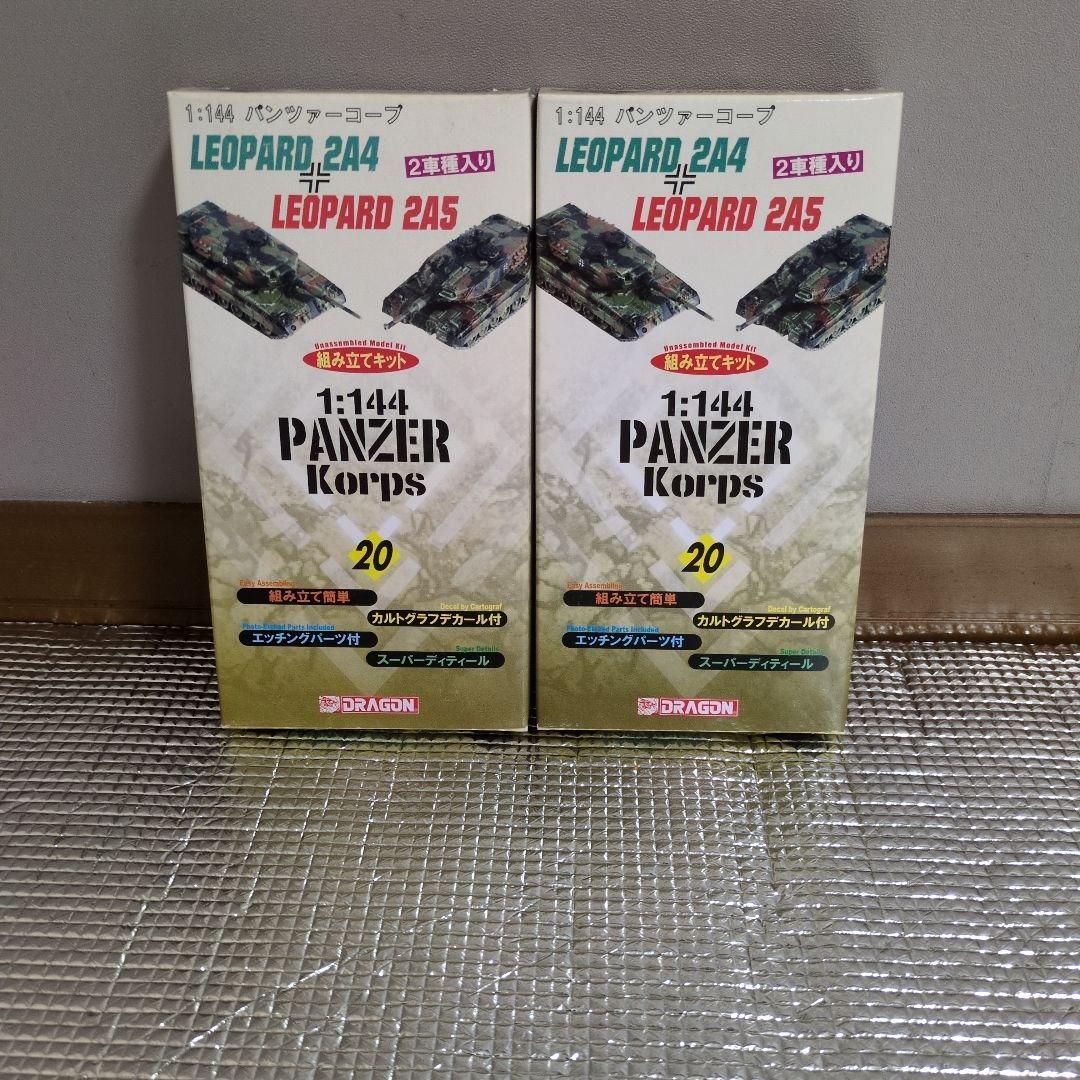 1:144 パンツァーコープ
LEOPARD 2A4
2車種入り
LEOPARD 2A5
Unassembled Model Kit
組み立てキット
1:144
PANZER
Korps
20
Easy Assembling
組み立て簡単
Decal by Cartograf
カルトグラフデカール付
Photo-Etched Parts Included
エッチングパーツ付
Super Details
スーパーディティール
DRAGON
1:144 パンツァーコープ
LEOPARD 2A4
2車種入り
LEOPARD 2A5
Unassembled Model Kit
組み立てキット
1:144
PANZER
Korps
20
Easy Assembling
組み立て簡単
Decal by Cartograf
カルトグラフデカール付
Photo-Etched Parts Included
エッチングパーツ付
Super Details
スーパーディティール
DRAGON